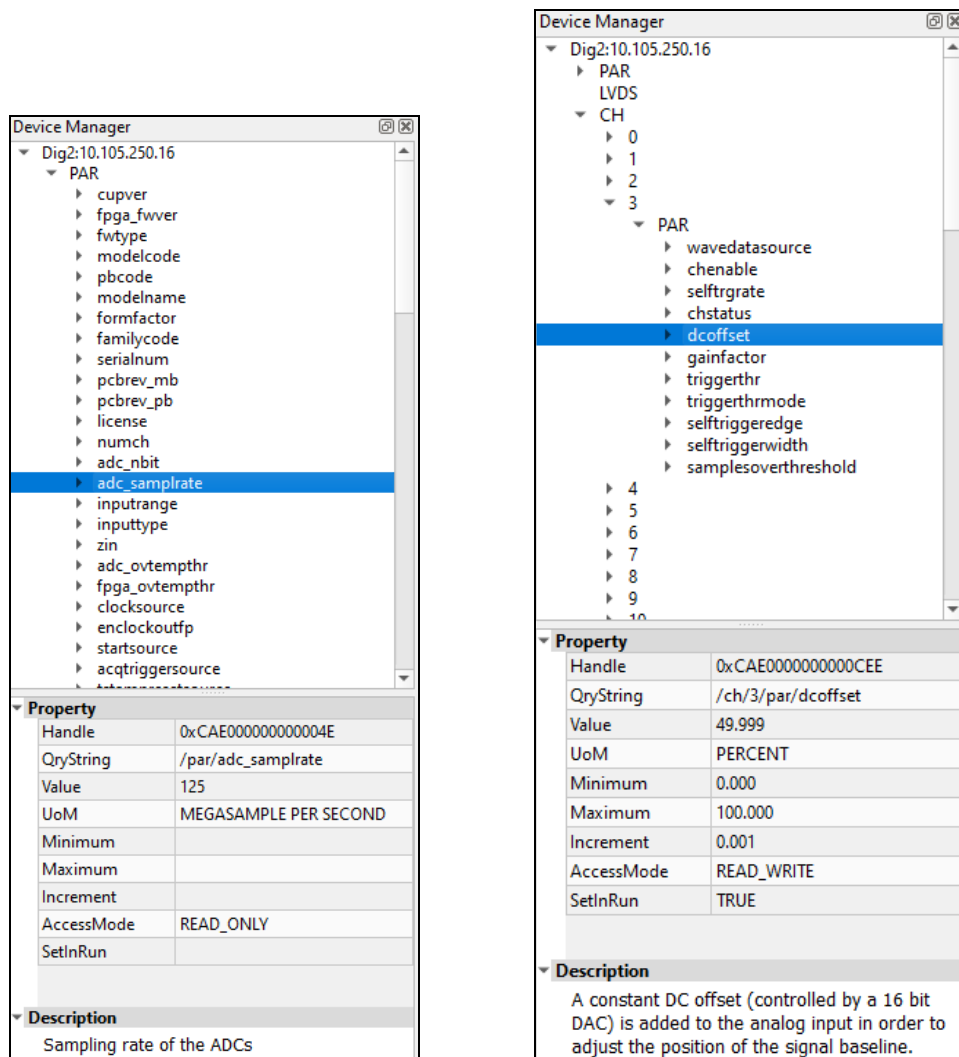 Device Manager
Dig2:10.105.250.16
PAR
cupver
fpga_fwver
fwtype
modelcode
pbcode
modelname
formfactor
familycode
serialnum
pcbrev_mb
pcbrev_pb
license
numch
adc_nbit
adc_samplrate
inputrange
inputtype
zin
adc_ovtempthr
fpga_ovtempthr
clocksource
enclockoutfp
startsource
acqtriggersource
Property
Handle 0xCAE000000000004E
QryString /par/adc_samplrate
Value 125
UoM MEGASAMPLE PER SECOND
Minimum
Maximum
Increment
AccessMode READ_ONLY
SetInRun
Description
Sampling rate of the ADCs
Device Manager
Dig2:10.105.250.16
PAR
LVDS
CH
0
1
2
3
PAR
wavedatasource
chenable
selftrgrate
chstatus
dcoffset
gainfactor
triggerthr
triggerthrmode
selftriggeredge
selftriggerwidth
samplesoverthreshold
4
5
6
7
8
9
10
Property
Handle 0xCAE0000000000CEE
QryString /ch/3/par/dcoffset
Value 49.999
UoM PERCENT
Minimum 0.000
Maximum 100.000
Increment 0.001
AccessMode READ_WRITE
SetInRun TRUE
Description
A constant DC offset (controlled by a 16 bit
DAC) is added to the analog input in order to
adjust the position of the signal baseline.